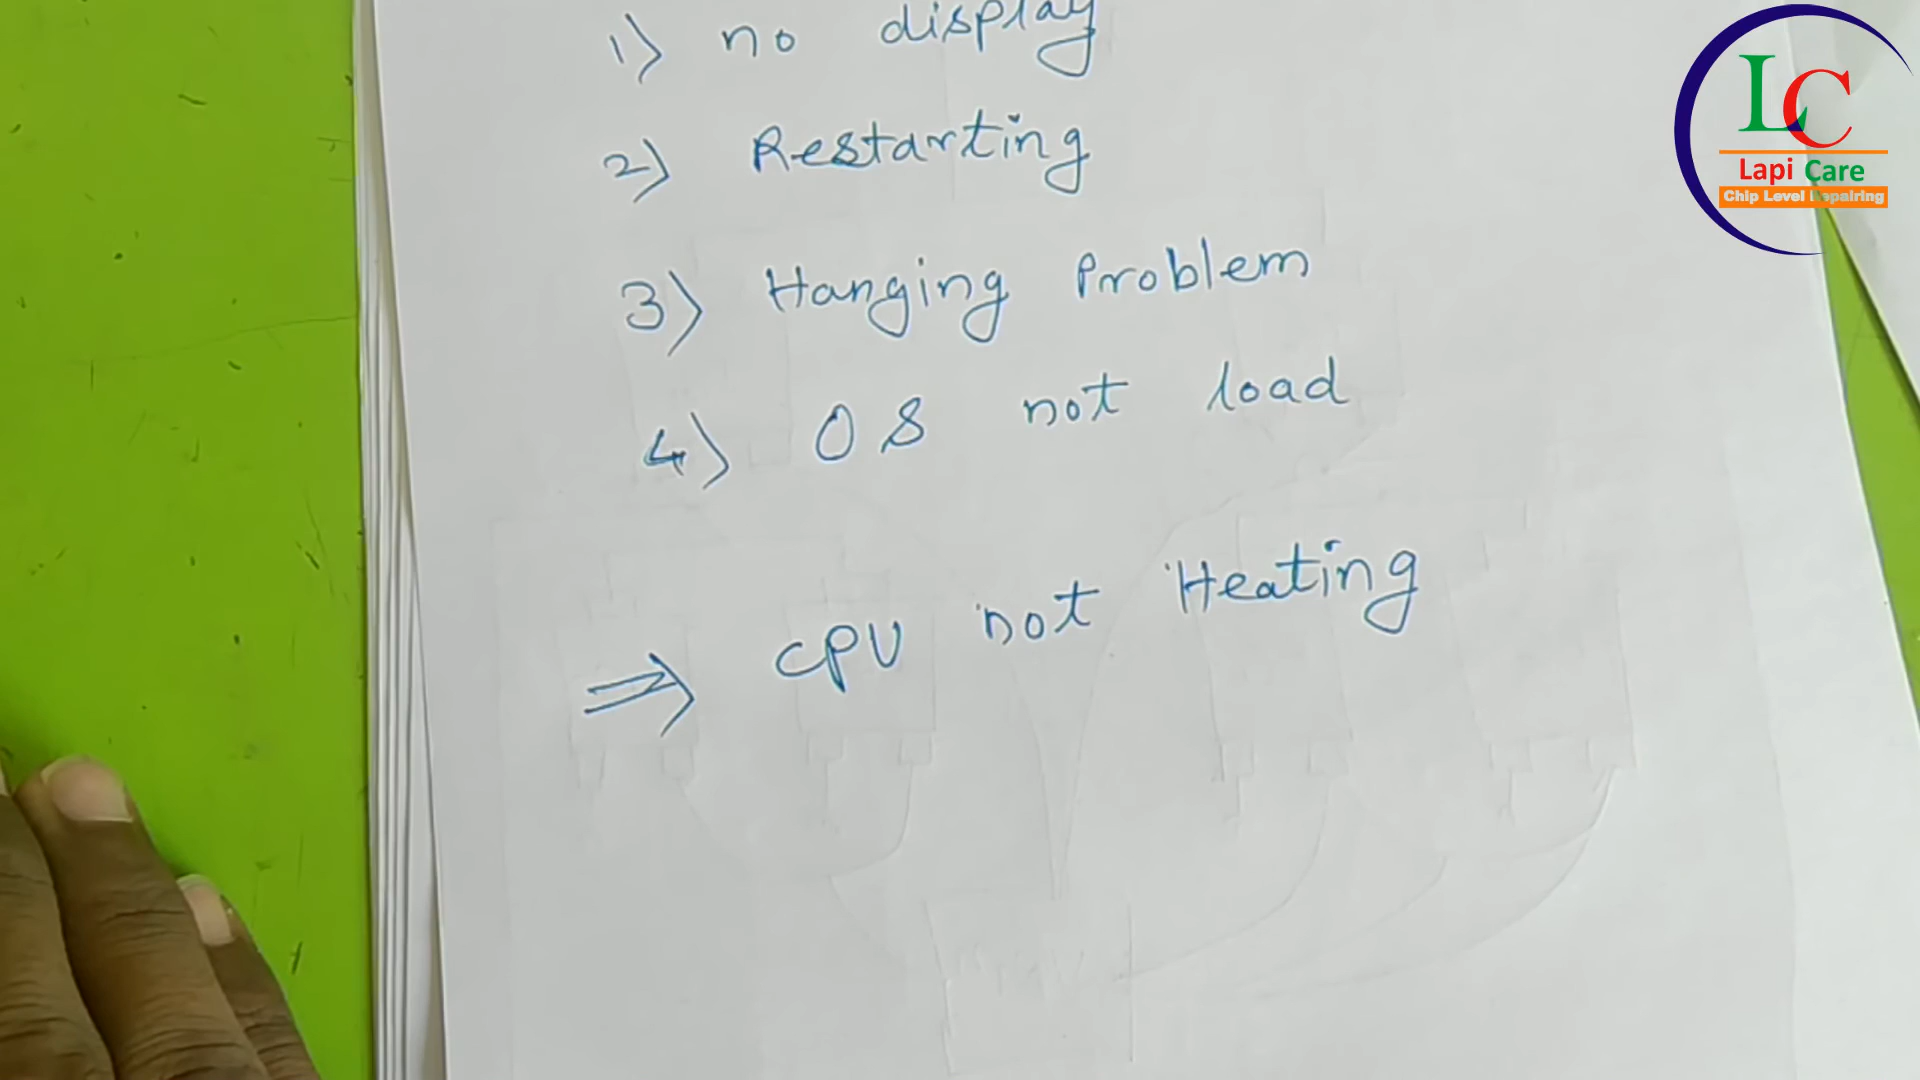 1) no display
2) Restarting
3) Hanging Problem
4) OS not load
⇒ CPU not Heating
LC
Lapi Care
Chip Level Repairing